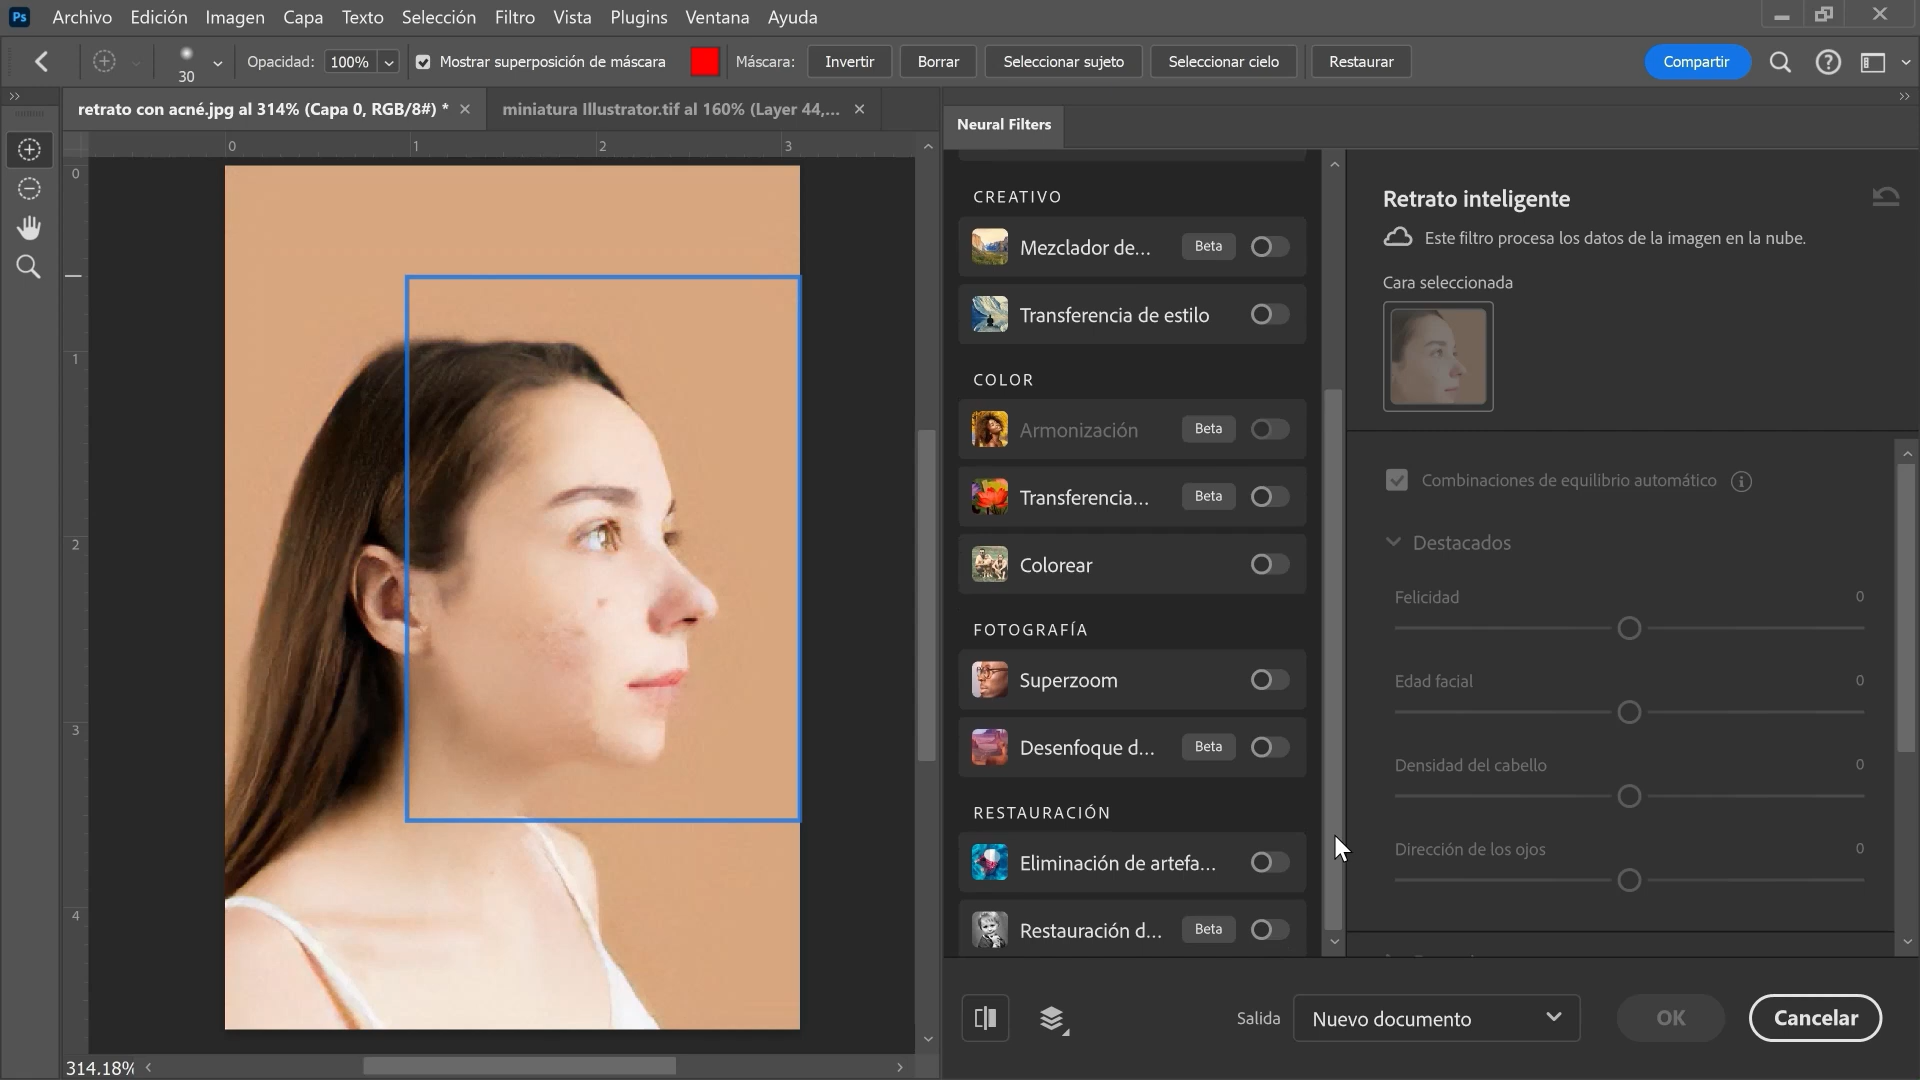 Ps Archivo Edición Imagen Capa Texto Selección Filtro Vista Plugins Ventana Ayuda
30 Opacidad: 100% Mostrar superposición de máscara Máscara: Invertir Borrar Seleccionar sujeto Seleccionar cielo Restaurar Compartir
retrato con acné.jpg al 314% (Capa 0, RGB/8#) * miniatura Illustrator.tif al 160% (Layer 44,...
Neural Filters
0 1 2 3
0
1
2
3
4
CREATIVO
Mezclador de... Beta
Transferencia de estilo
COLOR
Armonización Beta
Transferencia... Beta
Colorear
FOTOGRAFÍA
Superzoom
Desenfoque d... Beta
RESTAURACIÓN
Eliminación de artefa...
Restauración d... Beta
Retrato inteligente
Este filtro procesa los datos de la imagen en la nube.
Cara seleccionada
Combinaciones de equilibrio automático
Destacados
Felicidad 0
Edad facial 0
Densidad del cabello 0
Dirección de los ojos 0
Salida Nuevo documento OK Cancelar
314.18%